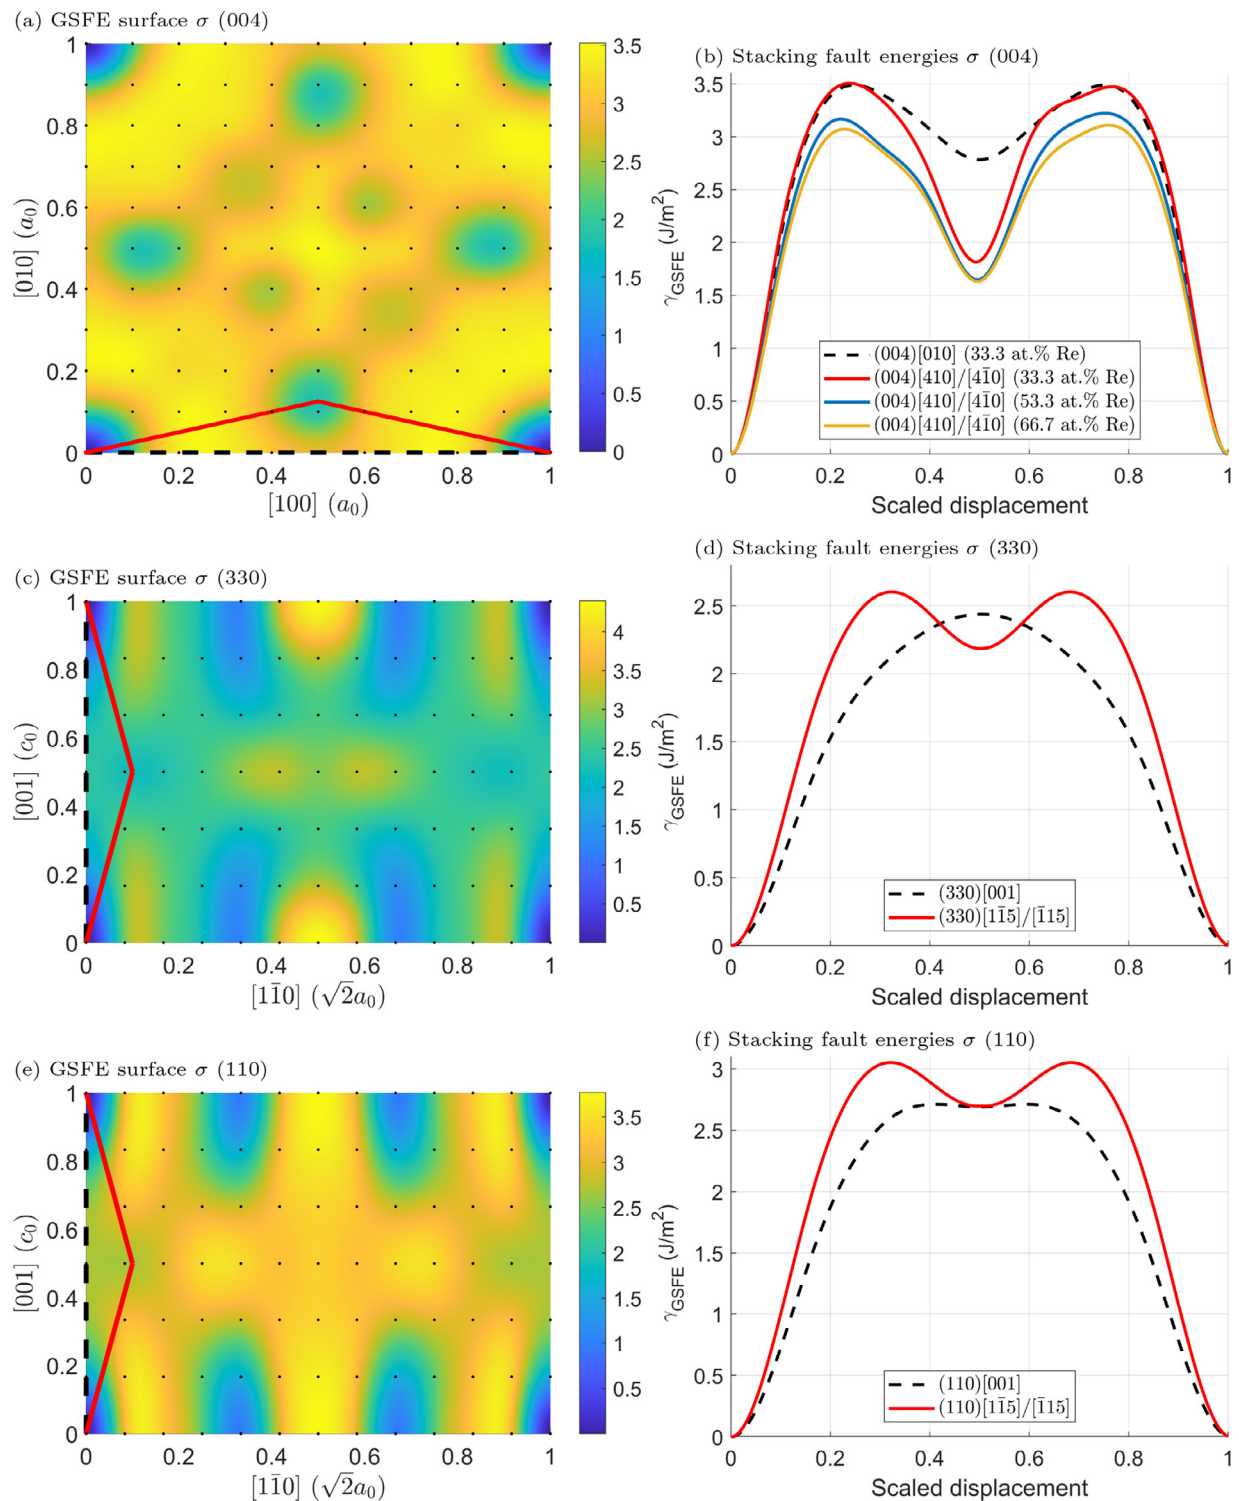 (a) GSFE surface σ (004)
1
0.8
0.6
0.4
0.2
0
[010] (a₀)
0 0.2 0.4 0.6 0.8 1
[100] (a₀)
3.5
3
2.5
2
1.5
1
0.5
0
(b) Stacking fault energies σ (004)
3.5
3
2.5
2
1.5
1
0.5
0
γGSFE (J/m²)
(004)[010] (33.3 at.% Re)
(004)[410]/[41̄0] (33.3 at.% Re)
(004)[410]/[41̄0] (53.3 at.% Re)
(004)[410]/[41̄0] (66.7 at.% Re)
0 0.2 0.4 0.6 0.8 1
Scaled displacement
(c) GSFE surface σ (330)
1
0.8
0.6
0.4
0.2
0
[001] (c₀)
0 0.2 0.4 0.6 0.8 1
[11̄0] (√2a₀)
4
3.5
3
2.5
2
1.5
1
0.5
(d) Stacking fault energies σ (330)
2.5
2
1.5
1
0.5
0
γGSFE (J/m²)
(330)[001]
(330)[11̄5]/[1̄15]
0 0.2 0.4 0.6 0.8 1
Scaled displacement
(e) GSFE surface σ (110)
1
0.8
0.6
0.4
0.2
0
[001] (c₀)
0 0.2 0.4 0.6 0.8 1
[11̄0] (√2a₀)
3.5
3
2.5
2
1.5
1
0.5
(f) Stacking fault energies σ (110)
3
2.5
2
1.5
1
0.5
0
γGSFE (J/m²)
(110)[001]
(110)[11̄5]/[1̄15]
0 0.2 0.4 0.6 0.8 1
Scaled displacement